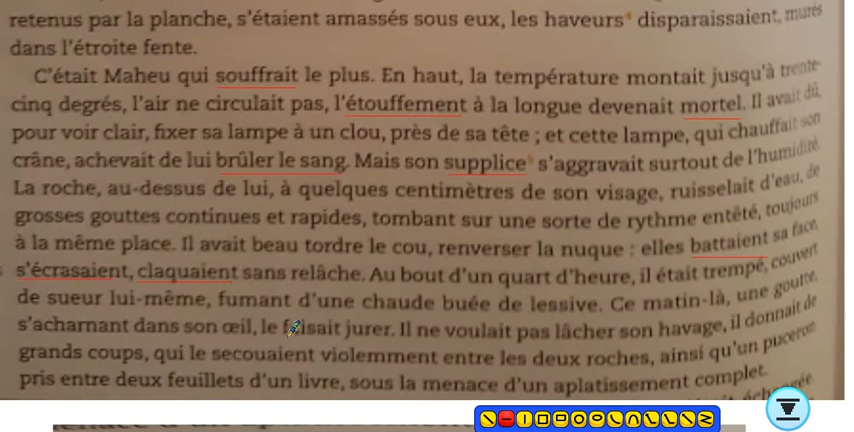 retenus par la planche, s'étaient amassés sous eux, les haveurs disparaissaient, murés
dans l'étroite fente.
C'était Maheu qui souffrait le plus. En haut, la température montait jusqu'à trente-
cinq degrés, l'air ne circulait pas, l'étouffement à la longue devenait mortel. Il avait dû,
pour voir clair, fixer sa lampe à un clou, près de sa tête ; et cette lampe, qui chauffait son
crâne, achevait de lui brûler le sang. Mais son supplice s'aggravait surtout de l'humidité.
La roche, au-dessus de lui, à quelques centimètres de son visage, ruisselait d'eau, de
grosses gouttes continues et rapides, tombant sur une sorte de rythme entêté, toujours
à la même place. Il avait beau tordre le cou, renverser la nuque : elles battaient sa face,
s'écrasaient, claquaient sans relâche. Au bout d'un quart d'heure, il était trempé, couvert
de sueur lui-même, fumant d'une chaude buée de lessive. Ce matin-là, une goutte,
s'acharnant dans son œil, le faisait jurer. Il ne voulait pas lâcher son havage, il donnait de
grands coups, qui le secouaient violemment entre les deux roches, ainsi qu'un puceron
pris entre deux feuillets d'un livre, sous la menace d'un aplatissement complet.